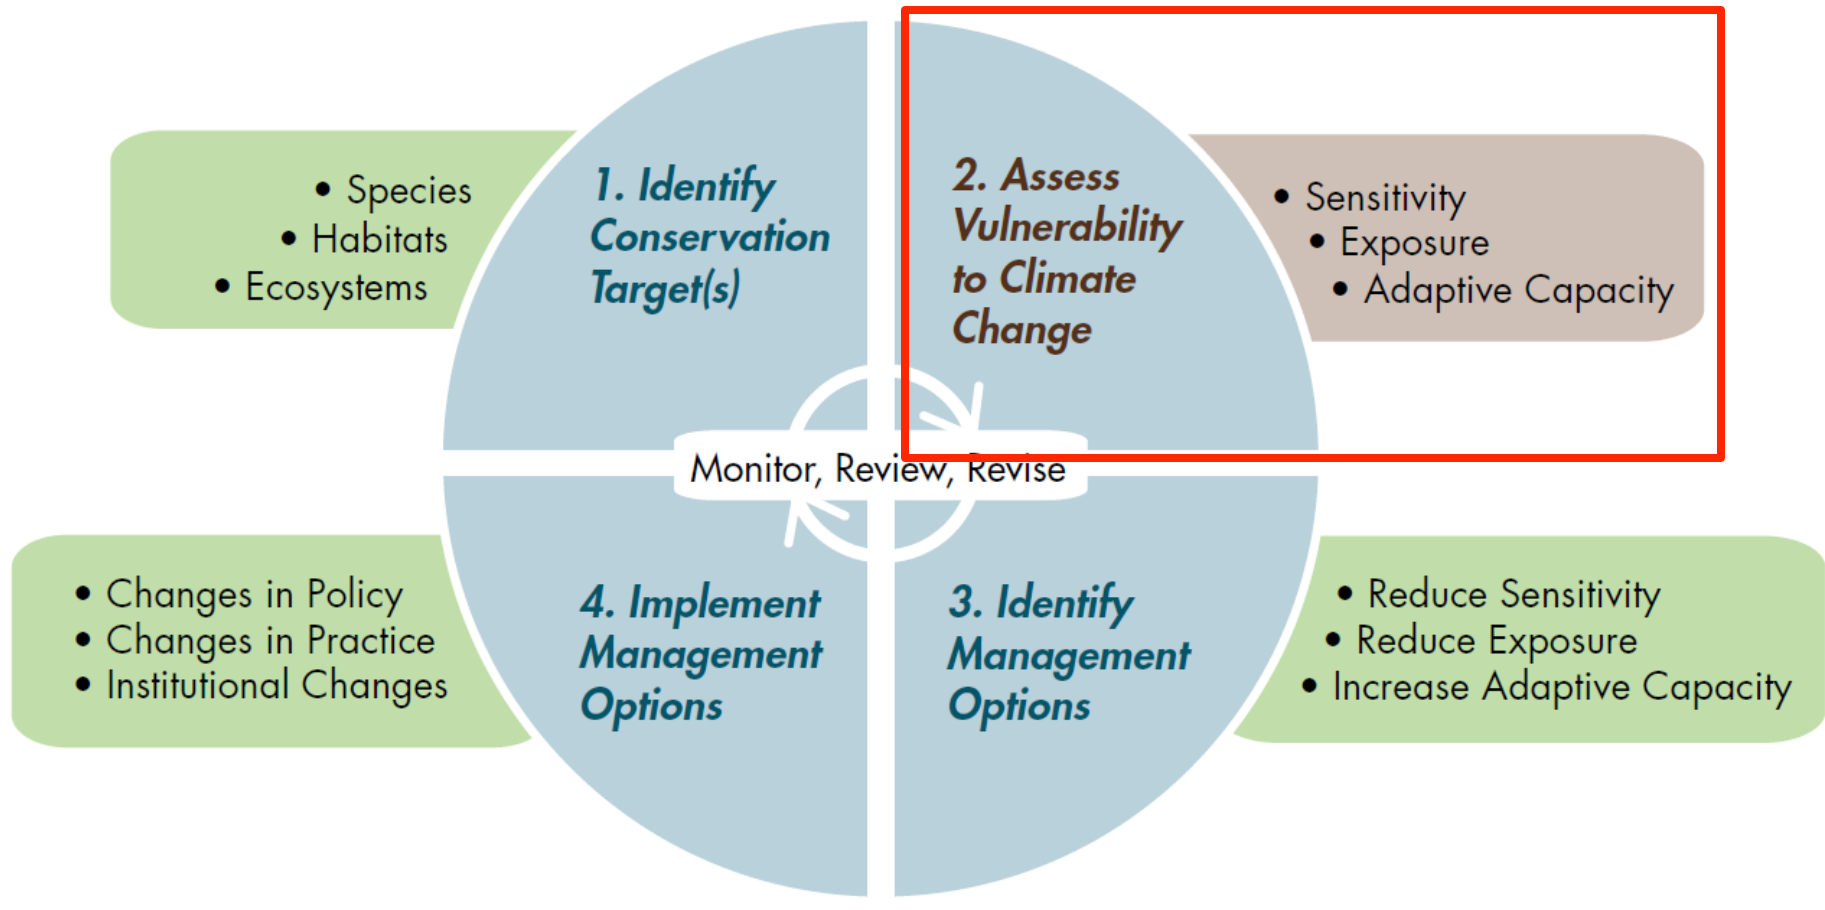 • Species
• Habitats
• Ecosystems
1. Identify
Conservation
Target(s)
2. Assess
Vulnerability
to Climate
Change
• Sensitivity
• Exposure
• Adaptive Capacity
Monitor, Review, Revise
• Changes in Policy
• Changes in Practice
• Institutional Changes
4. Implement
Management
Options
3. Identify
Management
Options
• Reduce Sensitivity
• Reduce Exposure
• Increase Adaptive Capacity